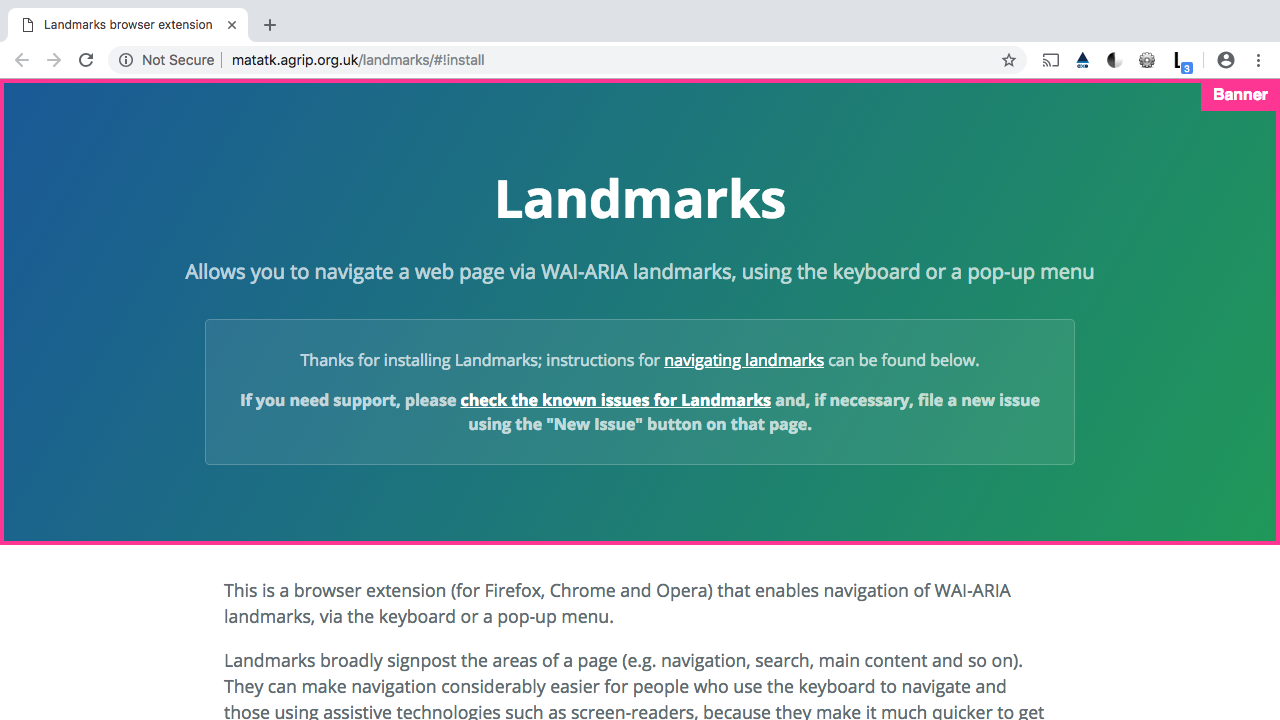 Landmarks browser extension
Not Secure
matatk.agrip.org.uk/landmarks/#!install
3
Banner
Landmarks
Allows you to navigate a web page via WAI-ARIA landmarks, using the keyboard or a pop-up menu
Thanks for installing Landmarks; instructions for navigating landmarks can be found below.
If you need support, please check the known issues for Landmarks and, if necessary, file a new issue
using the "New Issue" button on that page.
This is a browser extension (for Firefox, Chrome and Opera) that enables navigation of WAI-ARIA
landmarks, via the keyboard or a pop-up menu.
Landmarks broadly signpost the areas of a page (e.g. navigation, search, main content and so on).
They can make navigation considerably easier for people who use the keyboard to navigate and
those using assistive technologies such as screen-readers, because they make it much quicker to get